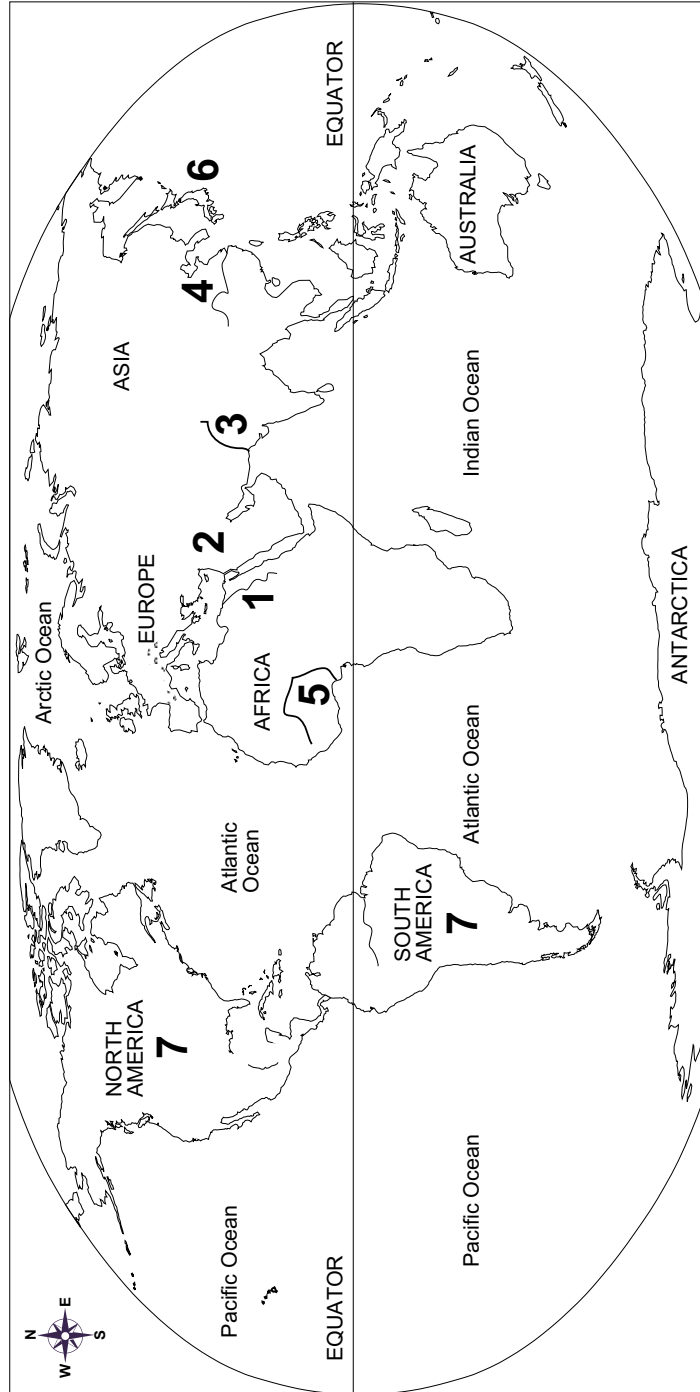 N
W
E
S
Arctic Ocean
NORTH
AMERICA
7
EUROPE
ASIA
4
6
2
3
Atlantic
Ocean
Pacific Ocean
1
AFRICA
5
EQUATOR
EQUATOR
SOUTH
AMERICA
7
Pacific Ocean
Atlantic Ocean
Indian Ocean
AUSTRALIA
ANTARCTICA